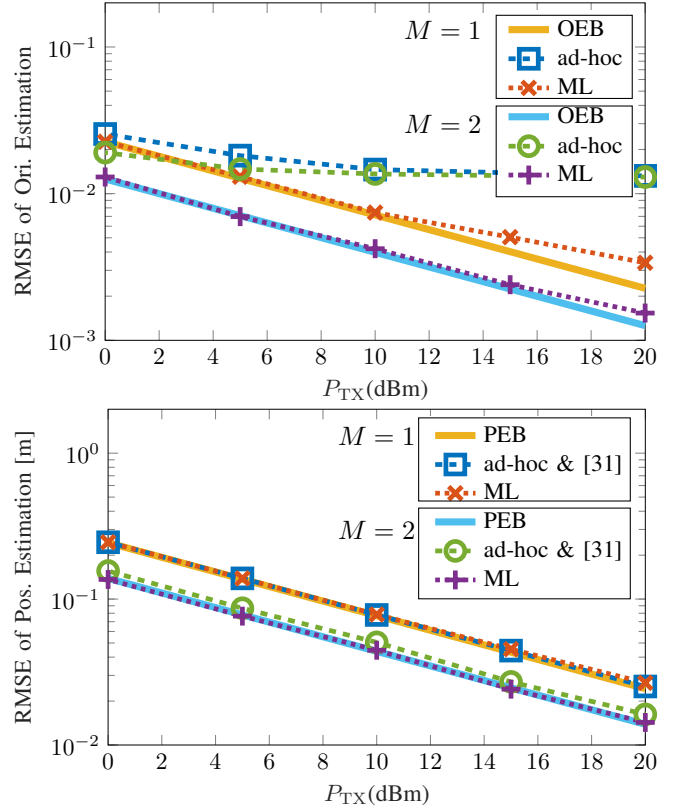 10⁻¹
10⁻²
10⁻³
RMSE of Ori. Estimation
M = 1
OEB
ad-hoc
ML
M = 2
OEB
ad-hoc
ML
0 2 4 6 8 10 12 14 16 18 20
P_TX(dBm)
10⁰
10⁻¹
10⁻²
RMSE of Pos. Estimation [m]
M = 1
PEB
ad-hoc & [31]
ML
M = 2
PEB
ad-hoc & [31]
ML
0 2 4 6 8 10 12 14 16 18 20
P_TX(dBm)